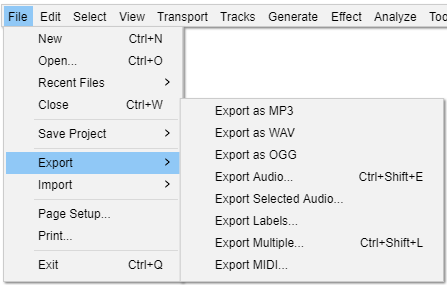 File Edit Select View Transport Tracks Generate Effect Analyze
New Ctrl+N
Open... Ctrl+O
Recent Files >
Close Ctrl+W
Save Project >
Export >
Import >
Page Setup...
Print...
Exit Ctrl+Q
Export as MP3
Export as WAV
Export as OGG
Export Audio... Ctrl+Shift+E
Export Selected Audio...
Export Labels...
Export Multiple... Ctrl+Shift+L
Export MIDI...